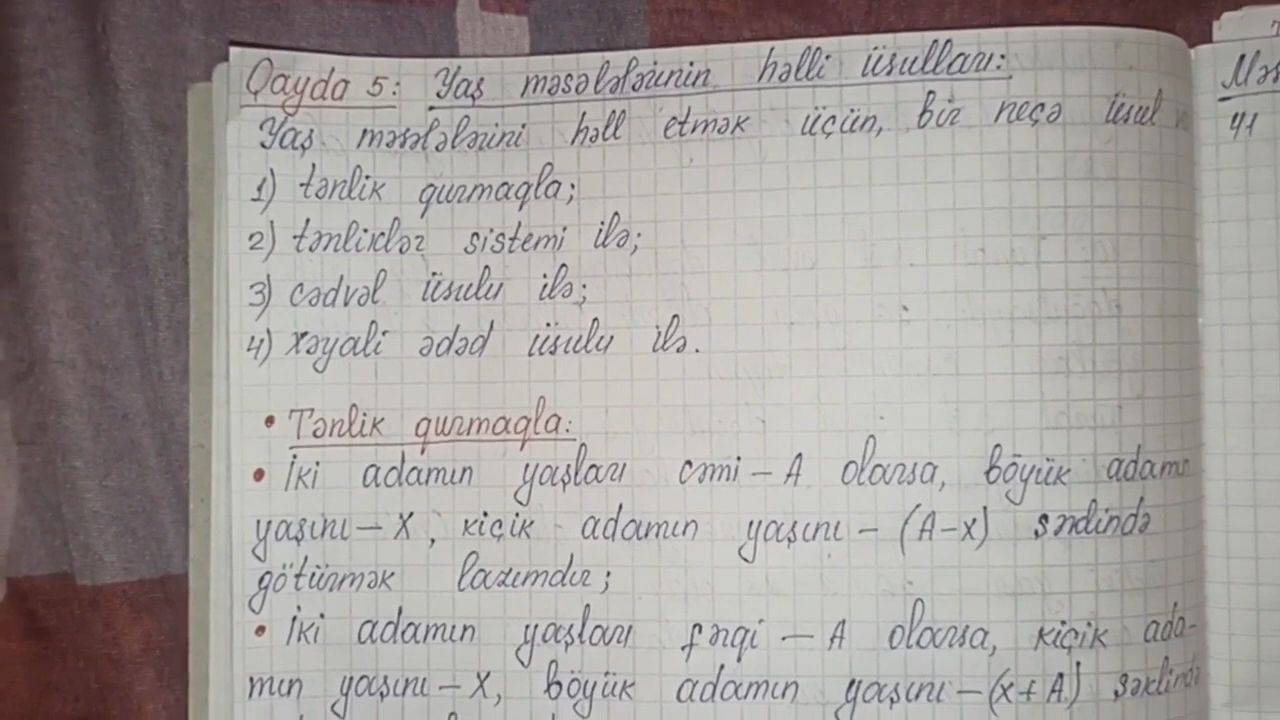 Qayda 5: Yaş məsələlərinin həlli üsulları:
Yaş məsələlərini həll etmək üçün, bir neçə üsul
1) tənlik qurmaqla;
2) tənliklər sistemi ilə;
3) cədvəl üsulu ilə;
4) xəyali ədəd üsulu ilə.
• Tənlik qurmaqla:
• İki adamın yaşları cəmi – A olarsa, böyük adamın
yaşını – x, kiçik adamın yaşını – (A-x) şəklində
götürmək lazımdır;
• İki adamın yaşları fərqi – A olarsa, kiçik ada-
mın yaşını – x, böyük adamın yaşını – (x+A) şəklində
41